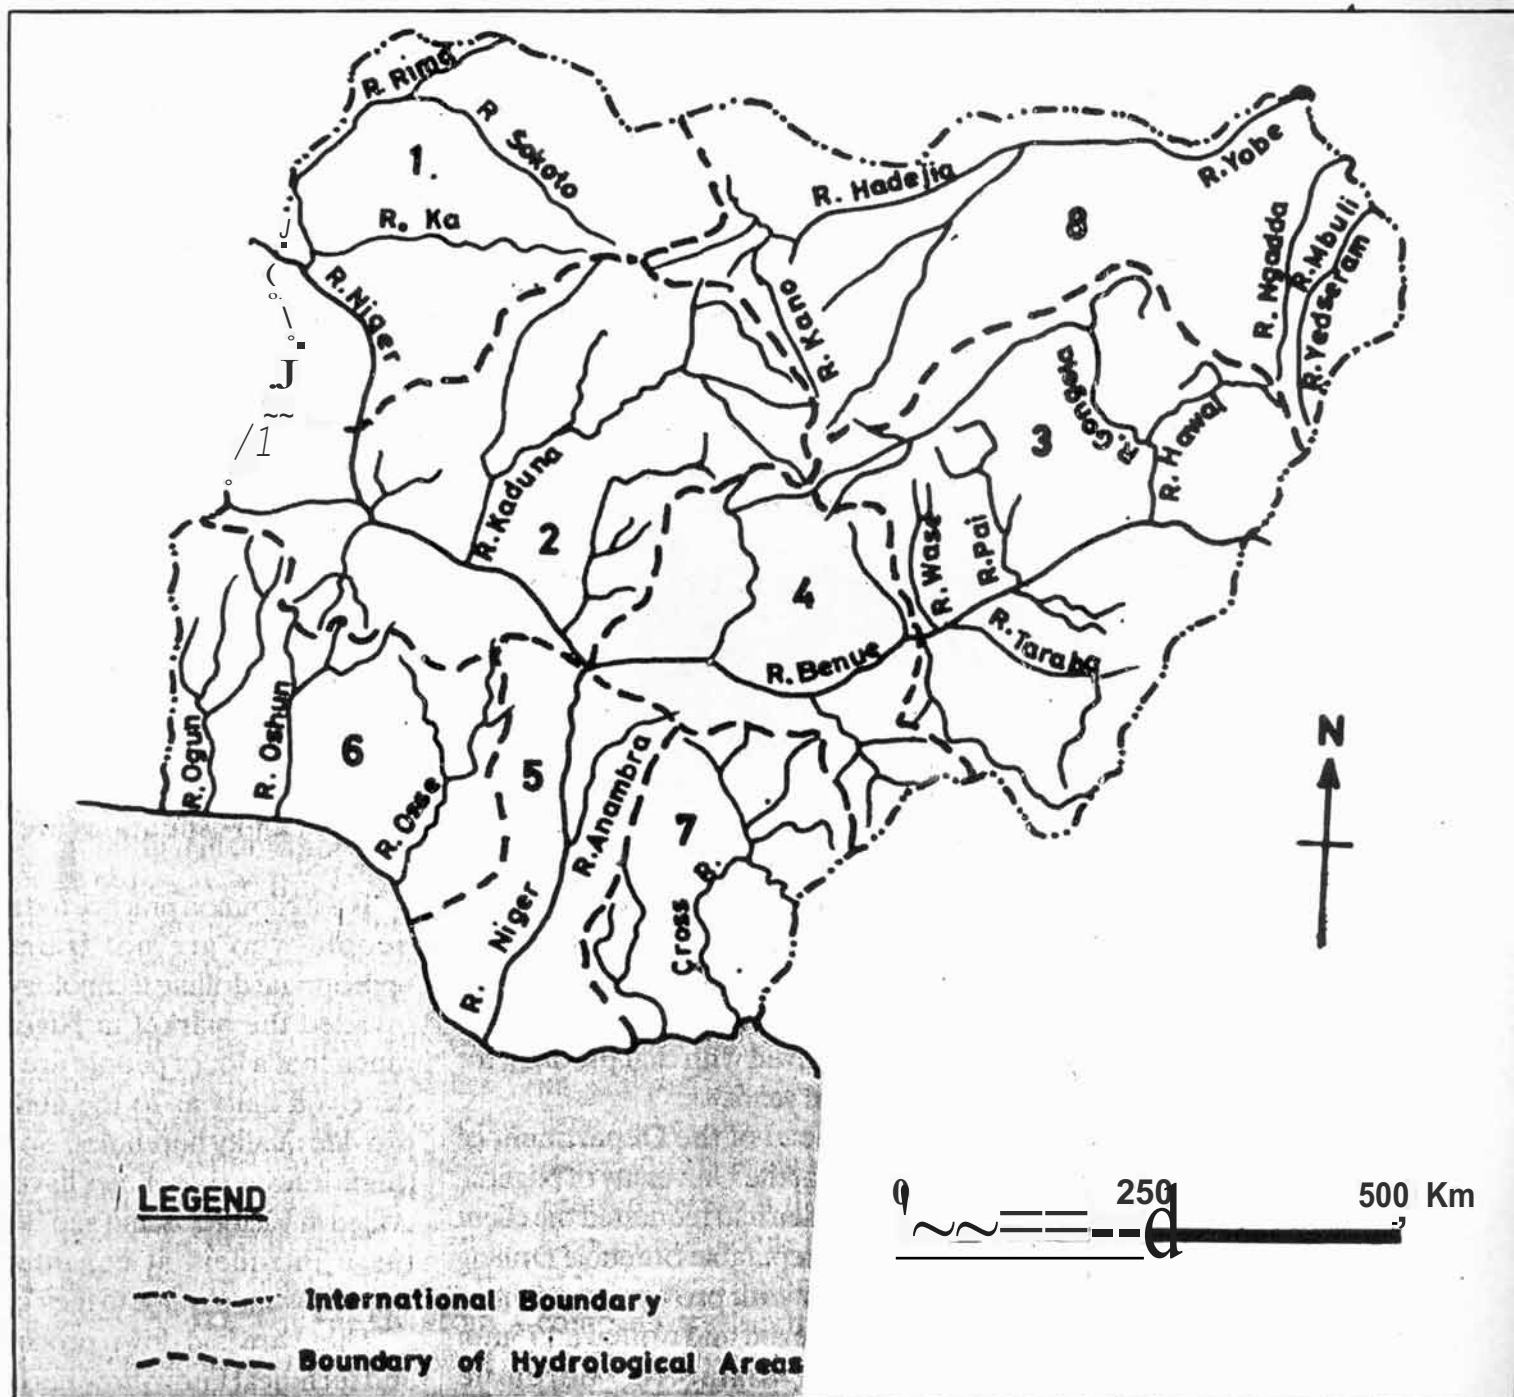 R. Rima
R. Sokoto
1.
R. Ka
R. Niger
R. Hadejia
R. Yobe
8
R. Ngadda
R. Mbuli
R. Yedseram
R. Kano
R. Gongola
3
R. Hawal
R. Kaduna
2
4
R. Wase
R. Pai
R. Taraba
R. Benue
R. Ogun
R. Oshun
6
R. Osse
5
R. Anambra
7
R. Niger
Cross R.
N
0 250 500 Km
LEGEND
International Boundary
Boundary of Hydrological Areas